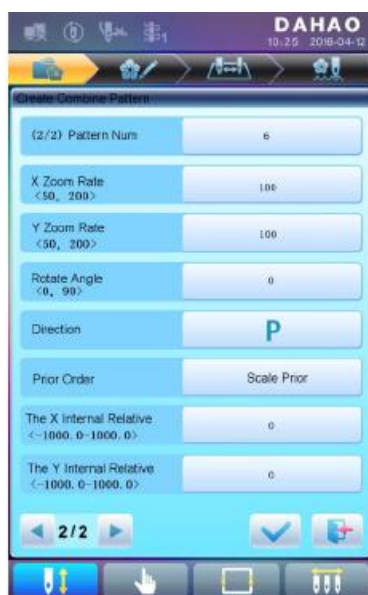 DAHAO
10:25 2016-04-12
Create Combine Pattern
(2/2) Pattern Num
6
X Zoom Rate
<50, 200>
100
Y Zoom Rate
<50, 200>
100
Rotate Angle
<0, 90>
0
Direction
P
Prior Order
Scale Prior
The X Internal Relative
<-1000.0-1000.0>
0
The Y Internal Relative
<-1000.0-1000.0>
0
2/2